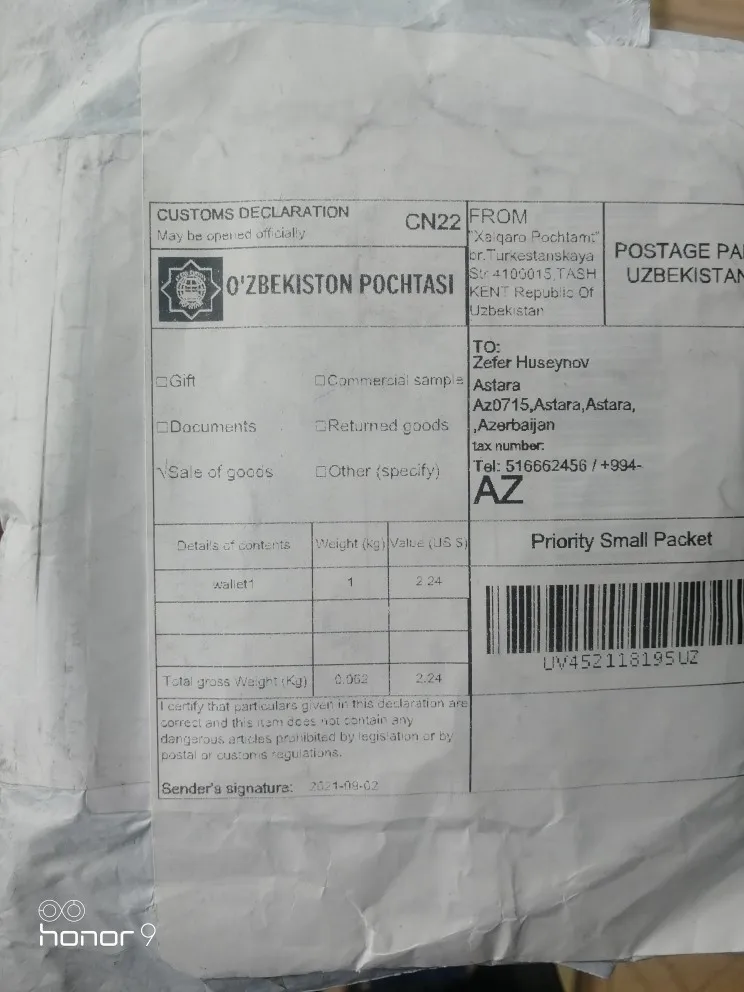 CUSTOMS DECLARATION
May be opened officially
CN22
O'ZBEKISTON POCHTASI
Gift
Commercial sample
Documents
Returned goods
√Sale of goods
Other (specify)
Details of contents Weight (kg) Value (US $)
wallet1 1 2.24
Total gross Weight (Kg) 0.062 2.24
I certify that particulars given in this declaration are
correct and this item does not contain any
dangerous articles prohibited by legislation or by
postal or customs regulations.
Sender's signature: 2021-09-02
FROM
"Xalqaro Pochtamt"
br.Turkestanskaya
Str 4100015,TASH
KENT Republic Of
Uzbekistan
POSTAGE PAI
UZBEKISTAN
TO:
Zefer Huseynov
Astara
Az0715,Astara,Astara,
,Azerbaijan
tax number:
Tel: 516662456 / +994-
AZ
Priority Small Packet
UV452118195UZ
honor 9